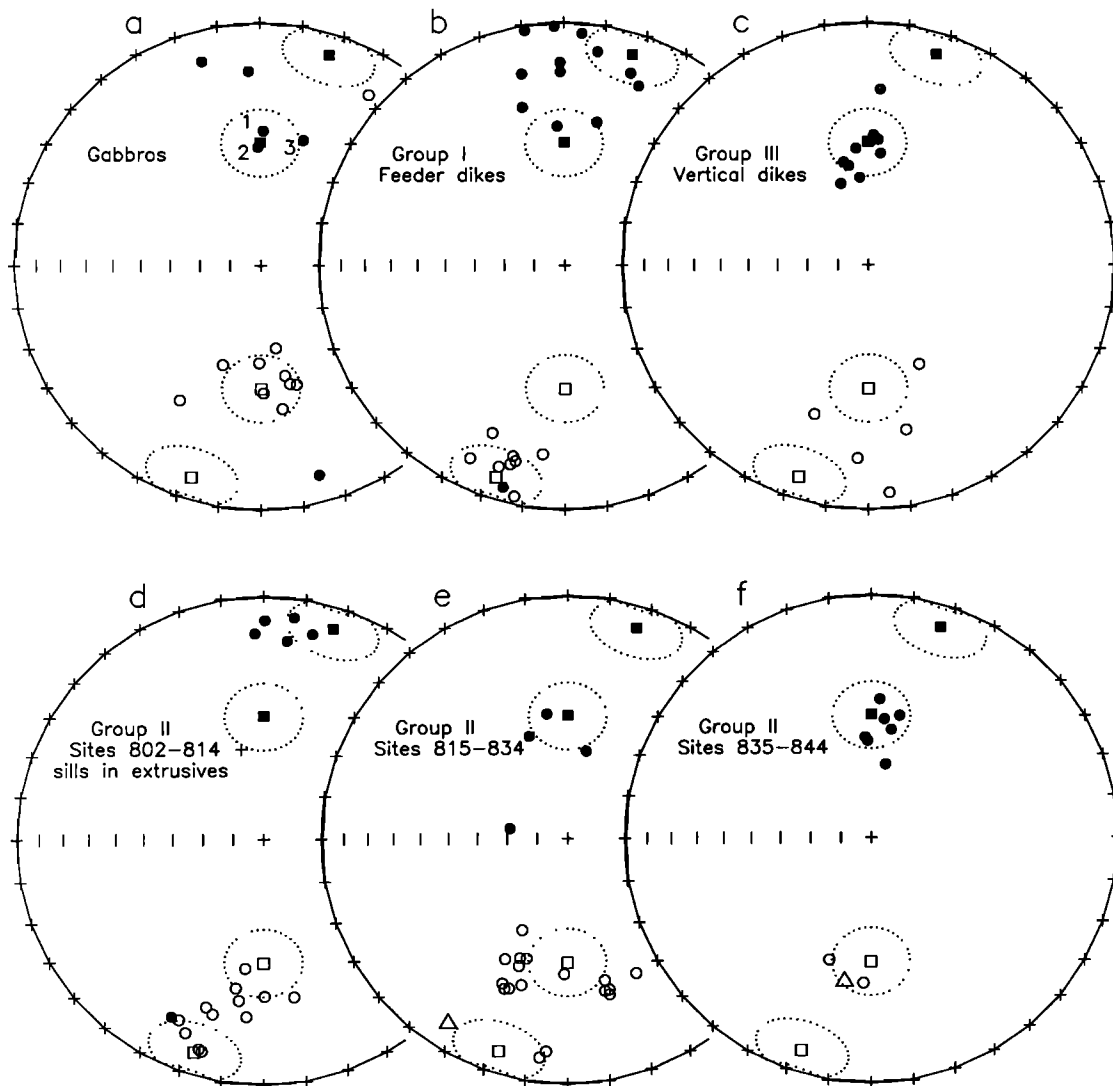 a
b
c
1
2
3
Gabbros
Group I
Feeder dikes
Group III
Vertical dikes
d
e
f
Group II
Sites 802-814
sills in extrusives
Group II
Sites 815-834
Group II
Sites 835-844